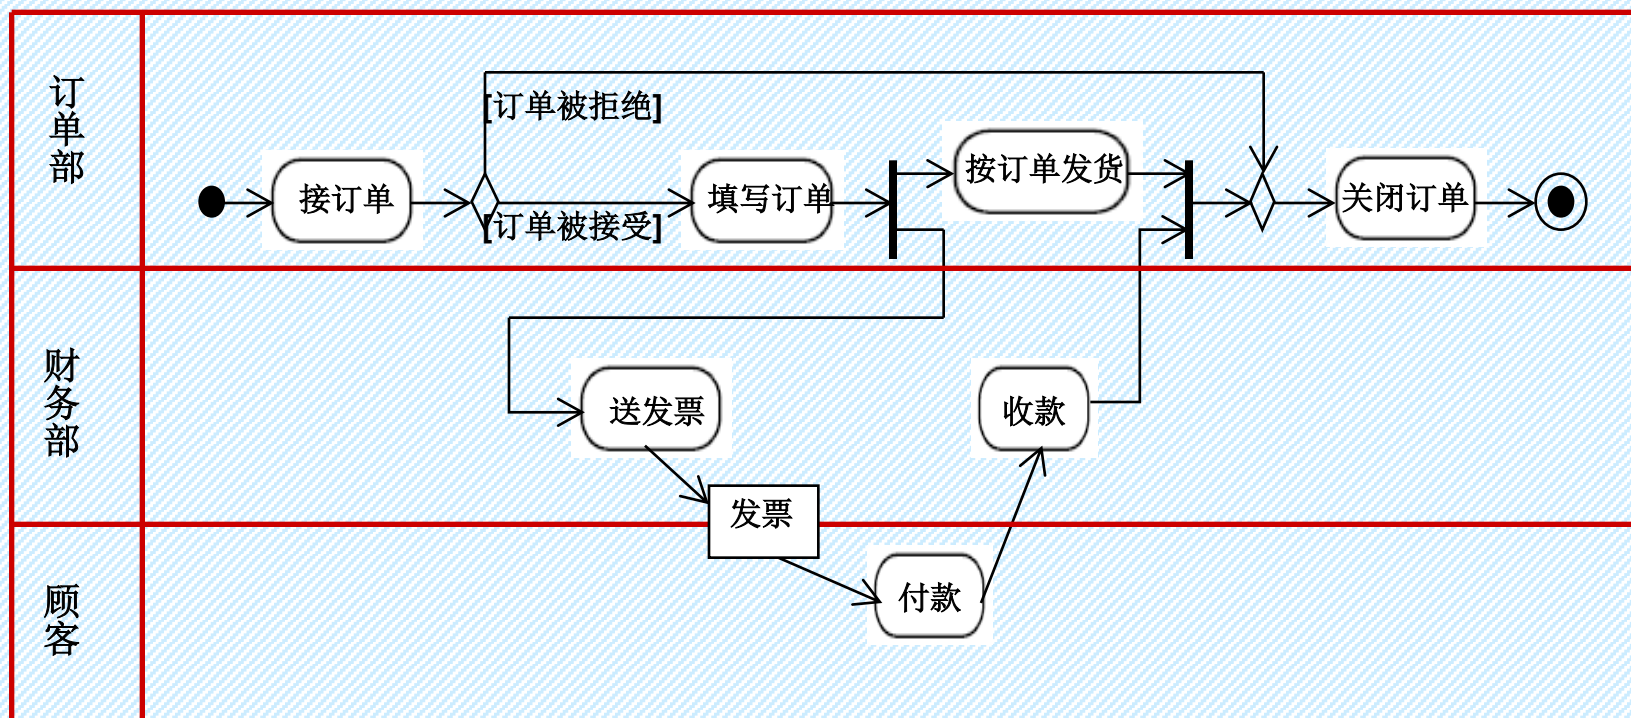 订单部
[订单被拒绝]
接订单
[订单被接受]
填写订单
按订单发货
关闭订单
财务部
送发票
收款
发票
顾客
付款